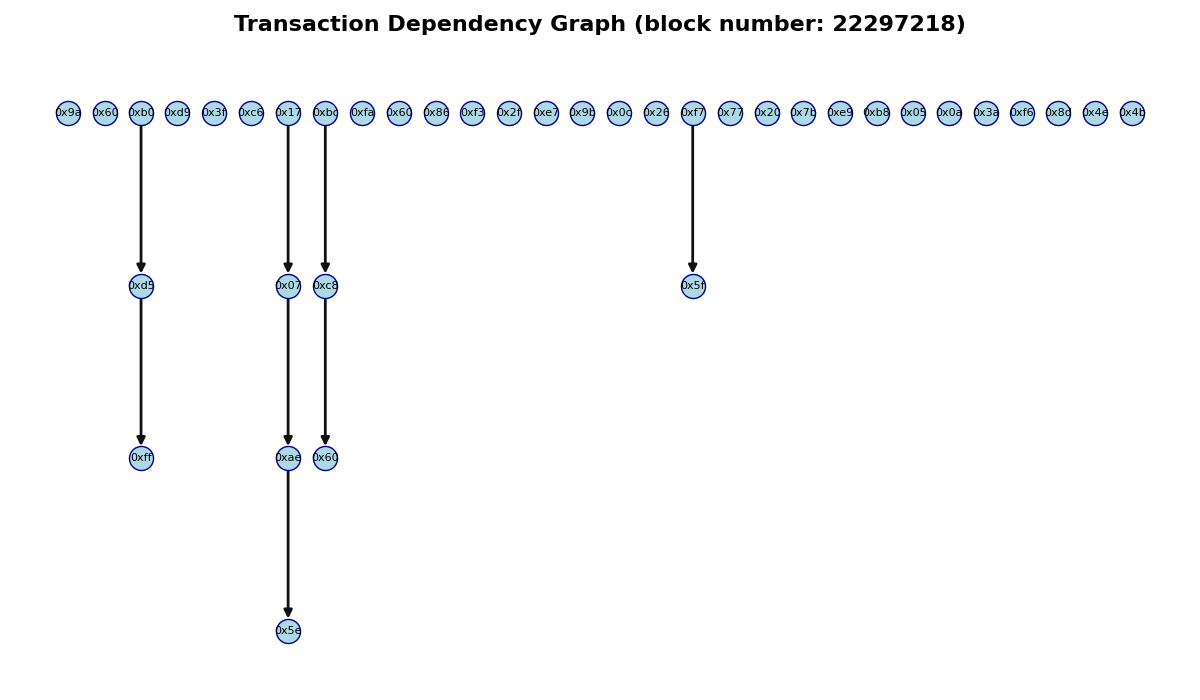 Transaction Dependency Graph (block number: 22297218)
0x9a 0x60 0xb0 0xd9 0x3f 0xc6 0x17 0xbc 0xfa 0x60 0x86 0xf3 0x2f 0xe7 0x9b 0x0c 0x26 0xf7 0x77 0x20 0x7b 0xe9 0xb8 0x05 0x0a 0x3a 0xf6 0x8d 0x4e 0x4b
0xd5 0x07 0xc8 0x5f
0xff 0xae 0x60
0x5e